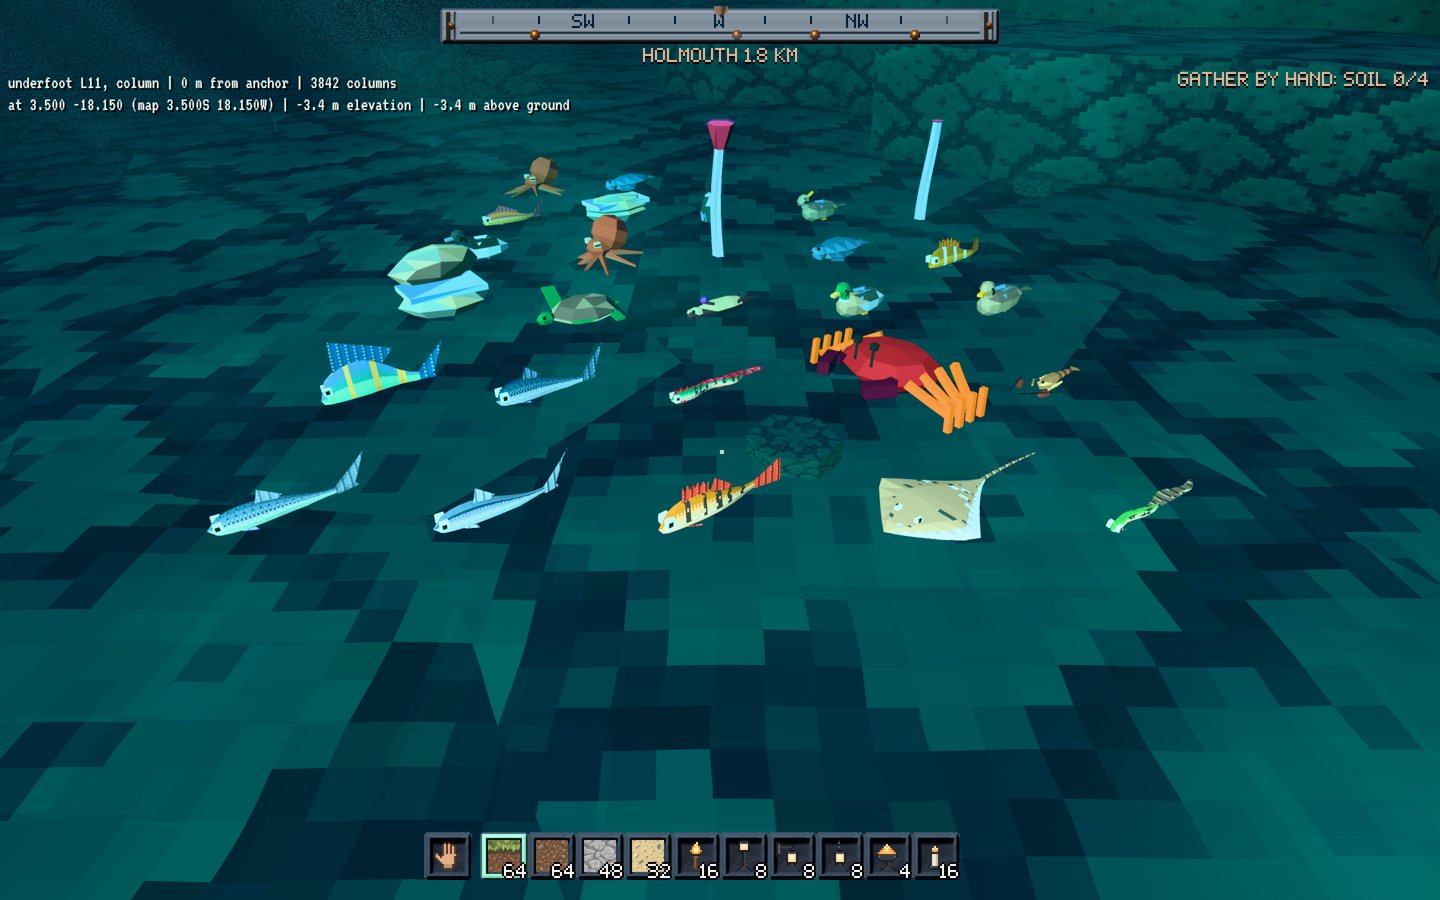 SW W NW
HOLMOUTH 1.8 KM
underfoot L11, column | 0 m from anchor | 3842 columns
at 3.500 -18.150 (map 3.500S 18.150W) | -3.4 m elevation | -3.4 m above ground
GATHER BY HAND: SOIL 0/4
64 64 48 32 16 8 8 8 4 16